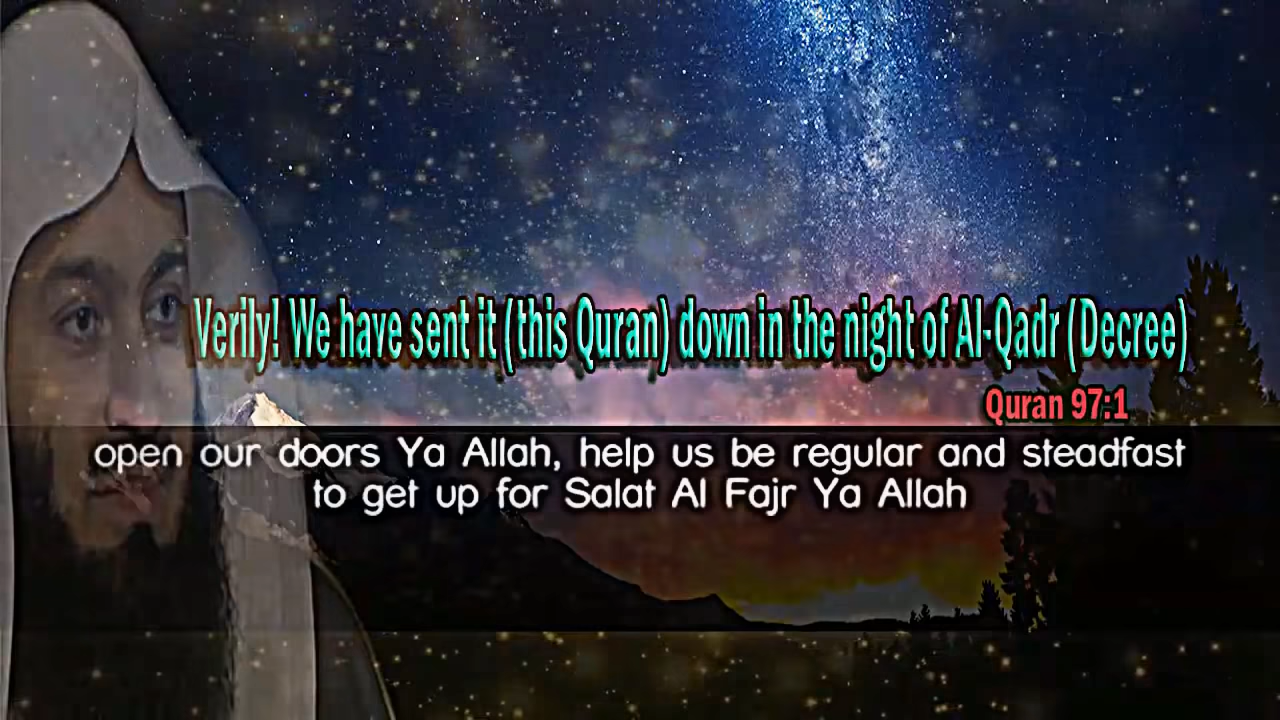 Verily! We have sent it (this Quran) down in the night of Al-Qadr (Decree)
Quran 97:1
open our doors Ya Allah, help us be regular and steadfast
to get up for Salat Al Fajr Ya Allah